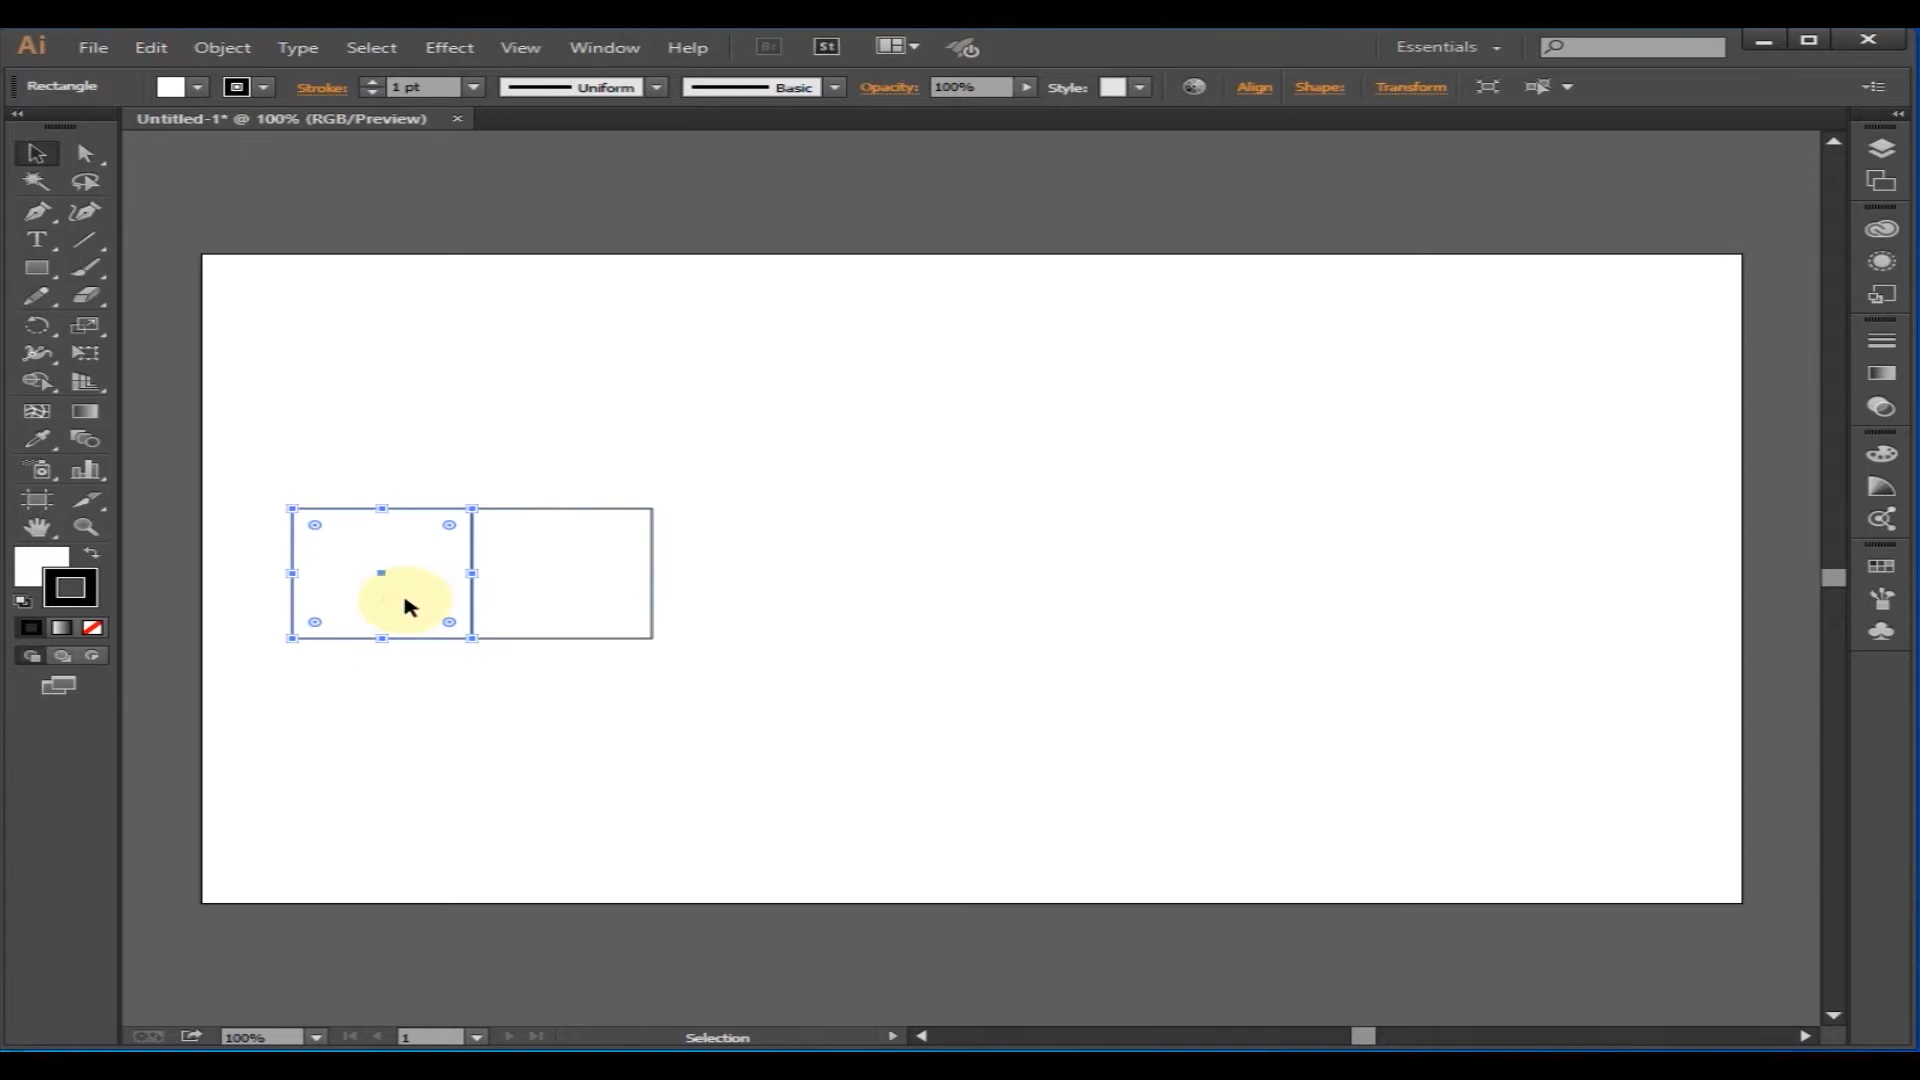 Ai File Edit Object Type Select Effect View Window Help Br St Essentials
Rectangle Stroke: 1 pt Uniform Basic Opacity: 100% Style: Align Shape: Transform
Untitled-1* @ 100% (RGB/Preview) ×
T
100% 1 Selection